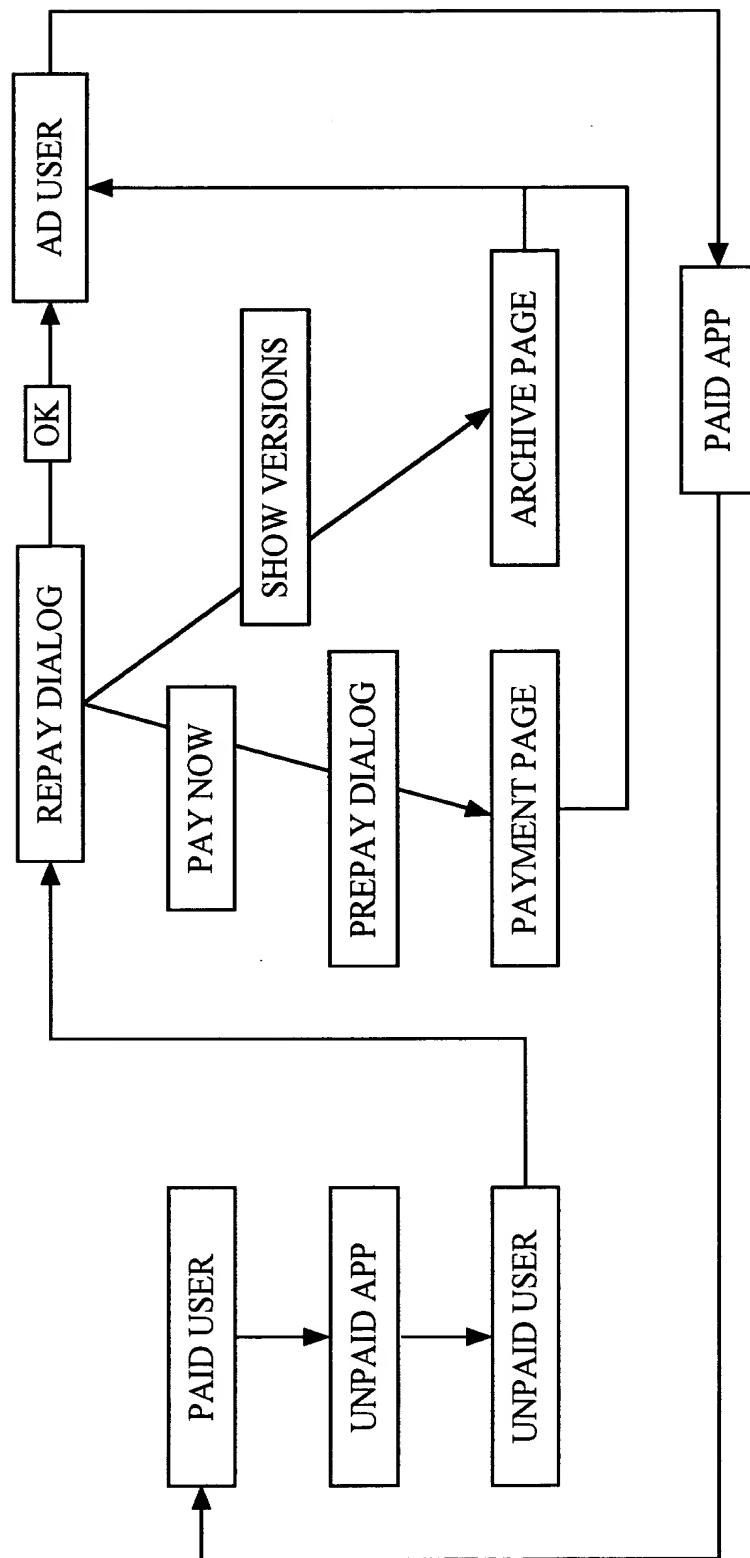 PAID USER
UNPAID APP
UNPAID USER
REPAY DIALOG
OK
AD USER
PAY NOW
SHOW VERSIONS
PREPAY DIALOG
PAYMENT PAGE
ARCHIVE PAGE
PAID APP